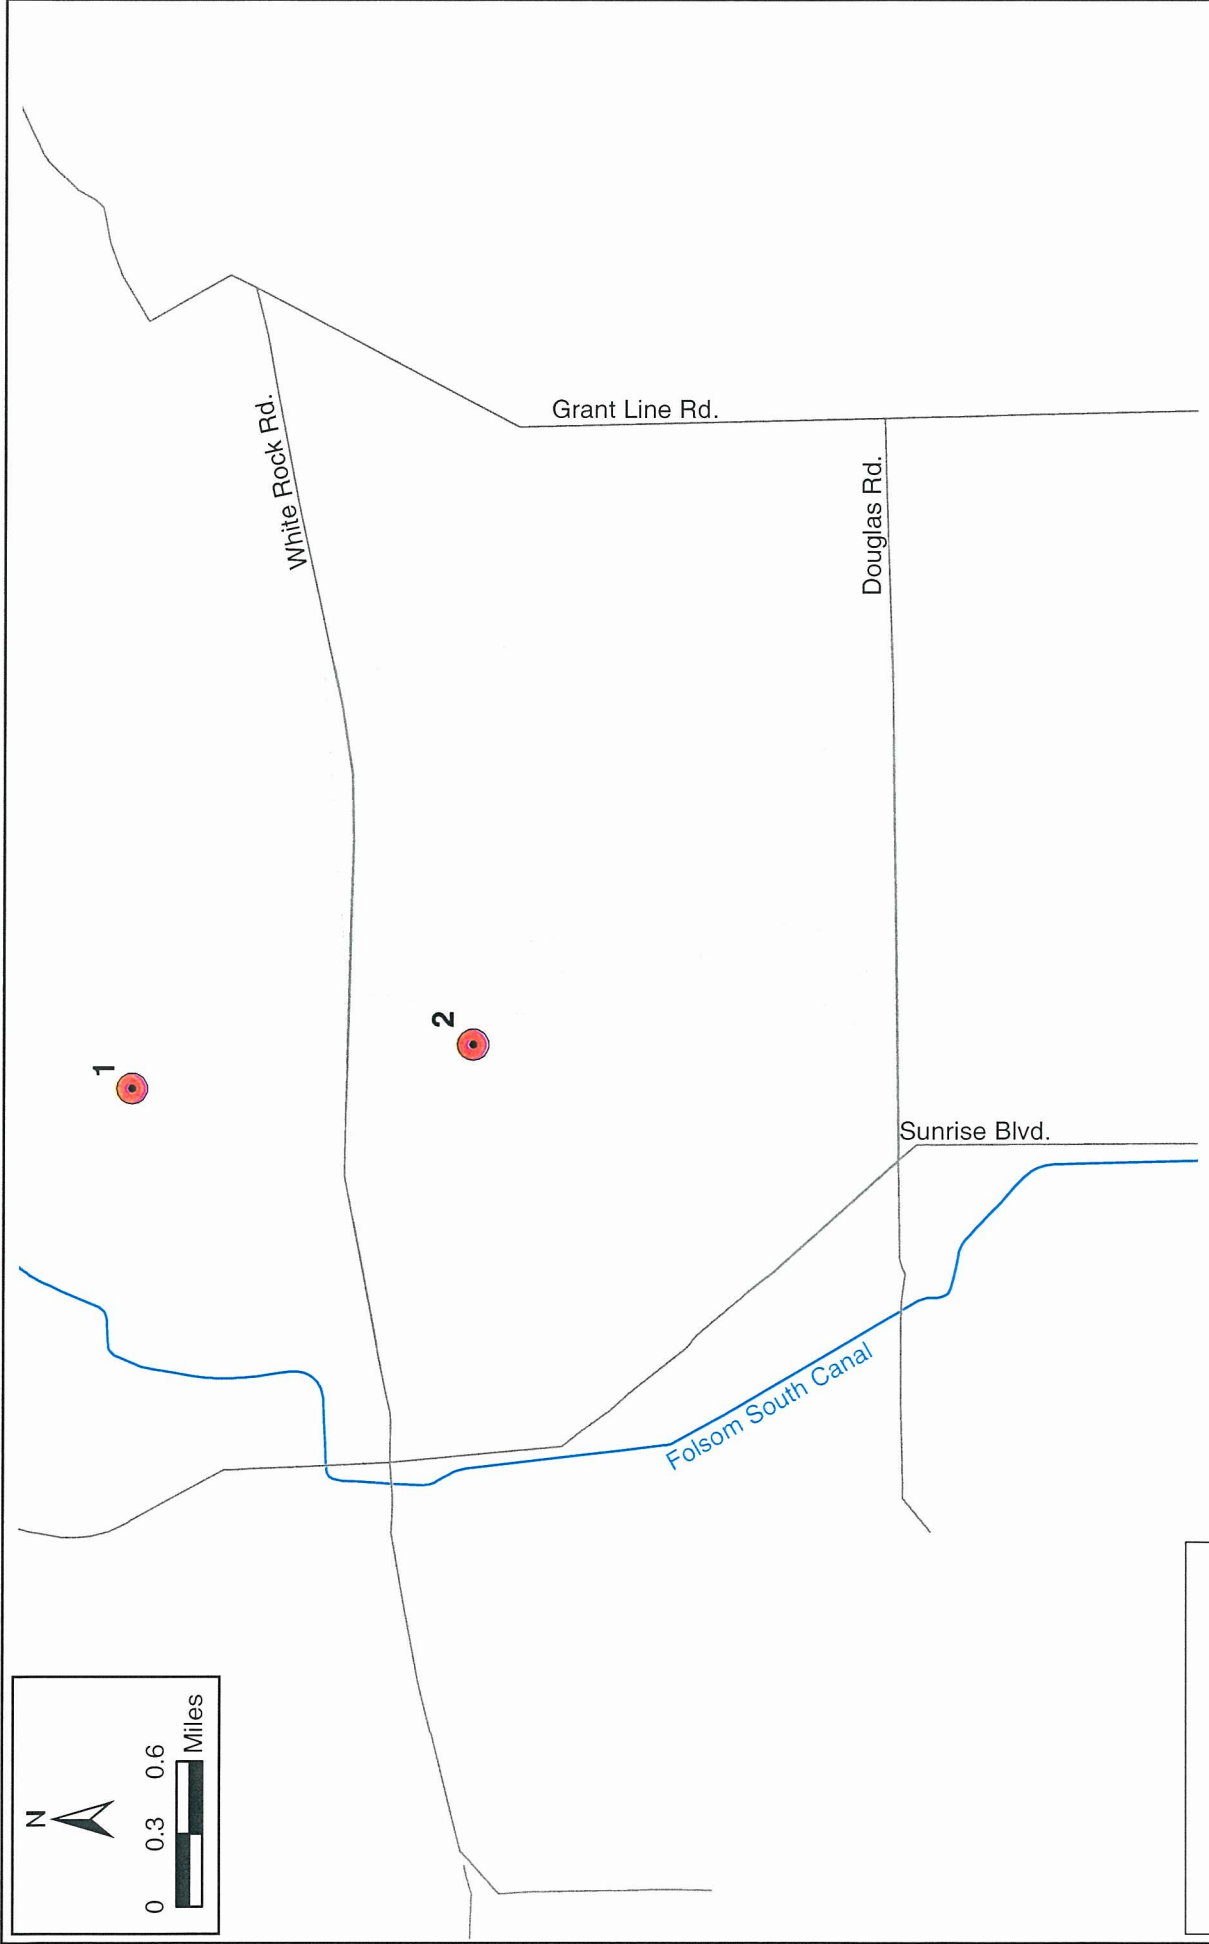 White Rock Rd.
Grant Line Rd.
Douglas Rd.
1
2
Sunrise Blvd.
Folsom South Canal
N
0 0.3 0.6
Miles